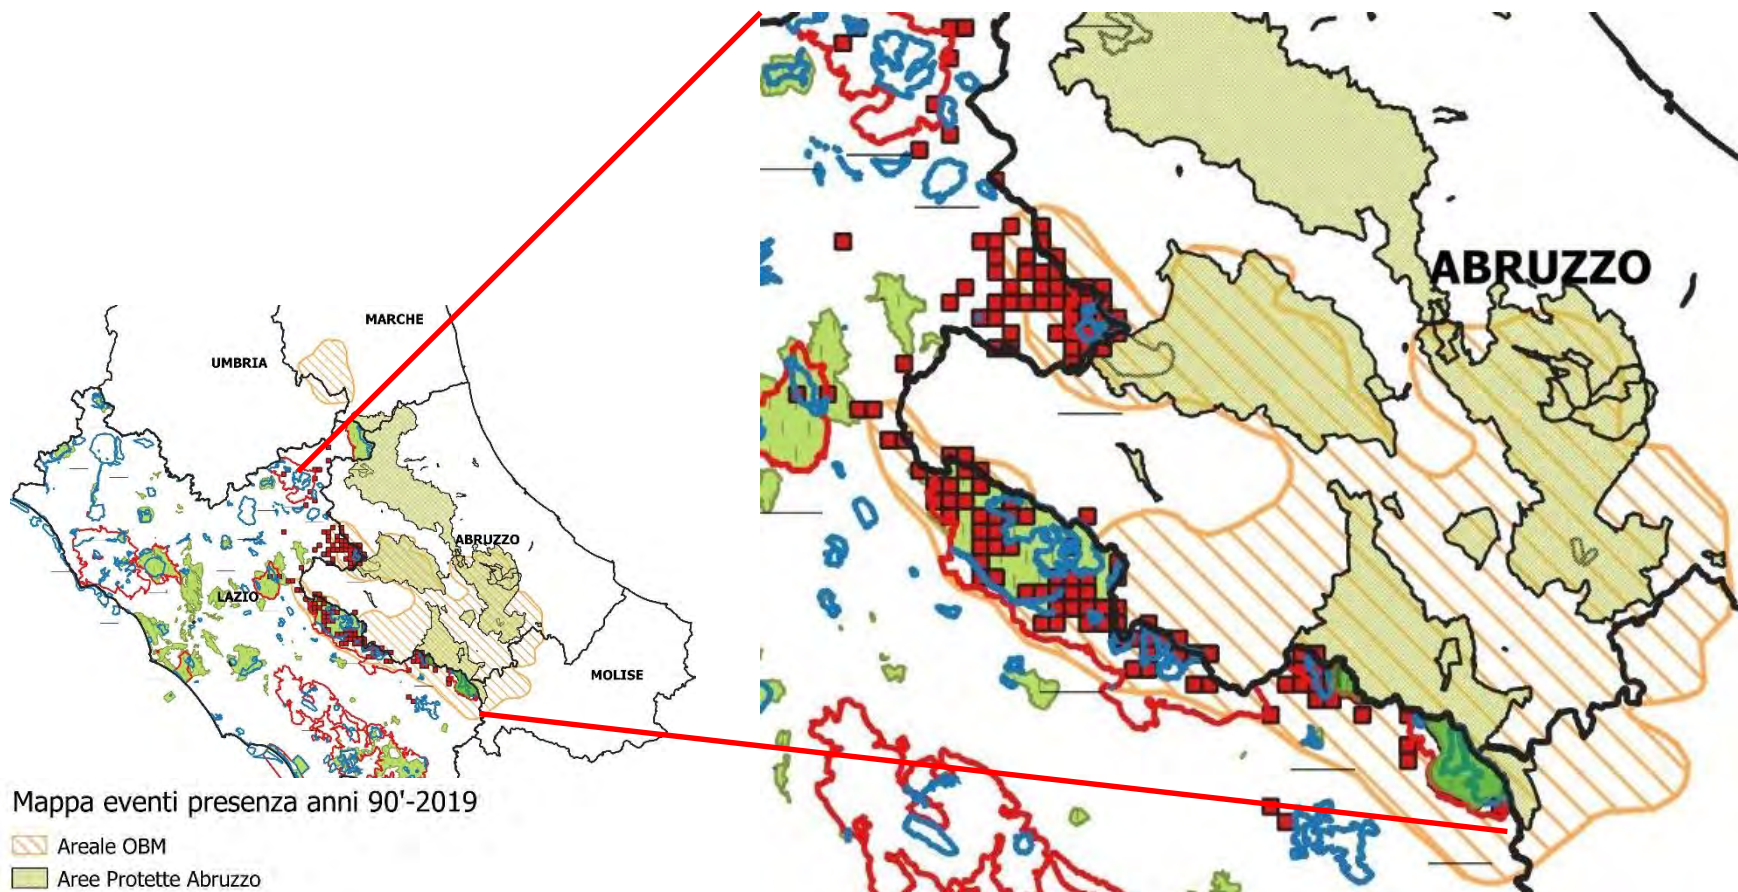 MARCHE
UMBRIA
ABRUZZO
LAZIO
MOLISE
ABRUZZO
Mappa eventi presenza anni 90'-2019
Areale OBM
Aree Protette Abruzzo